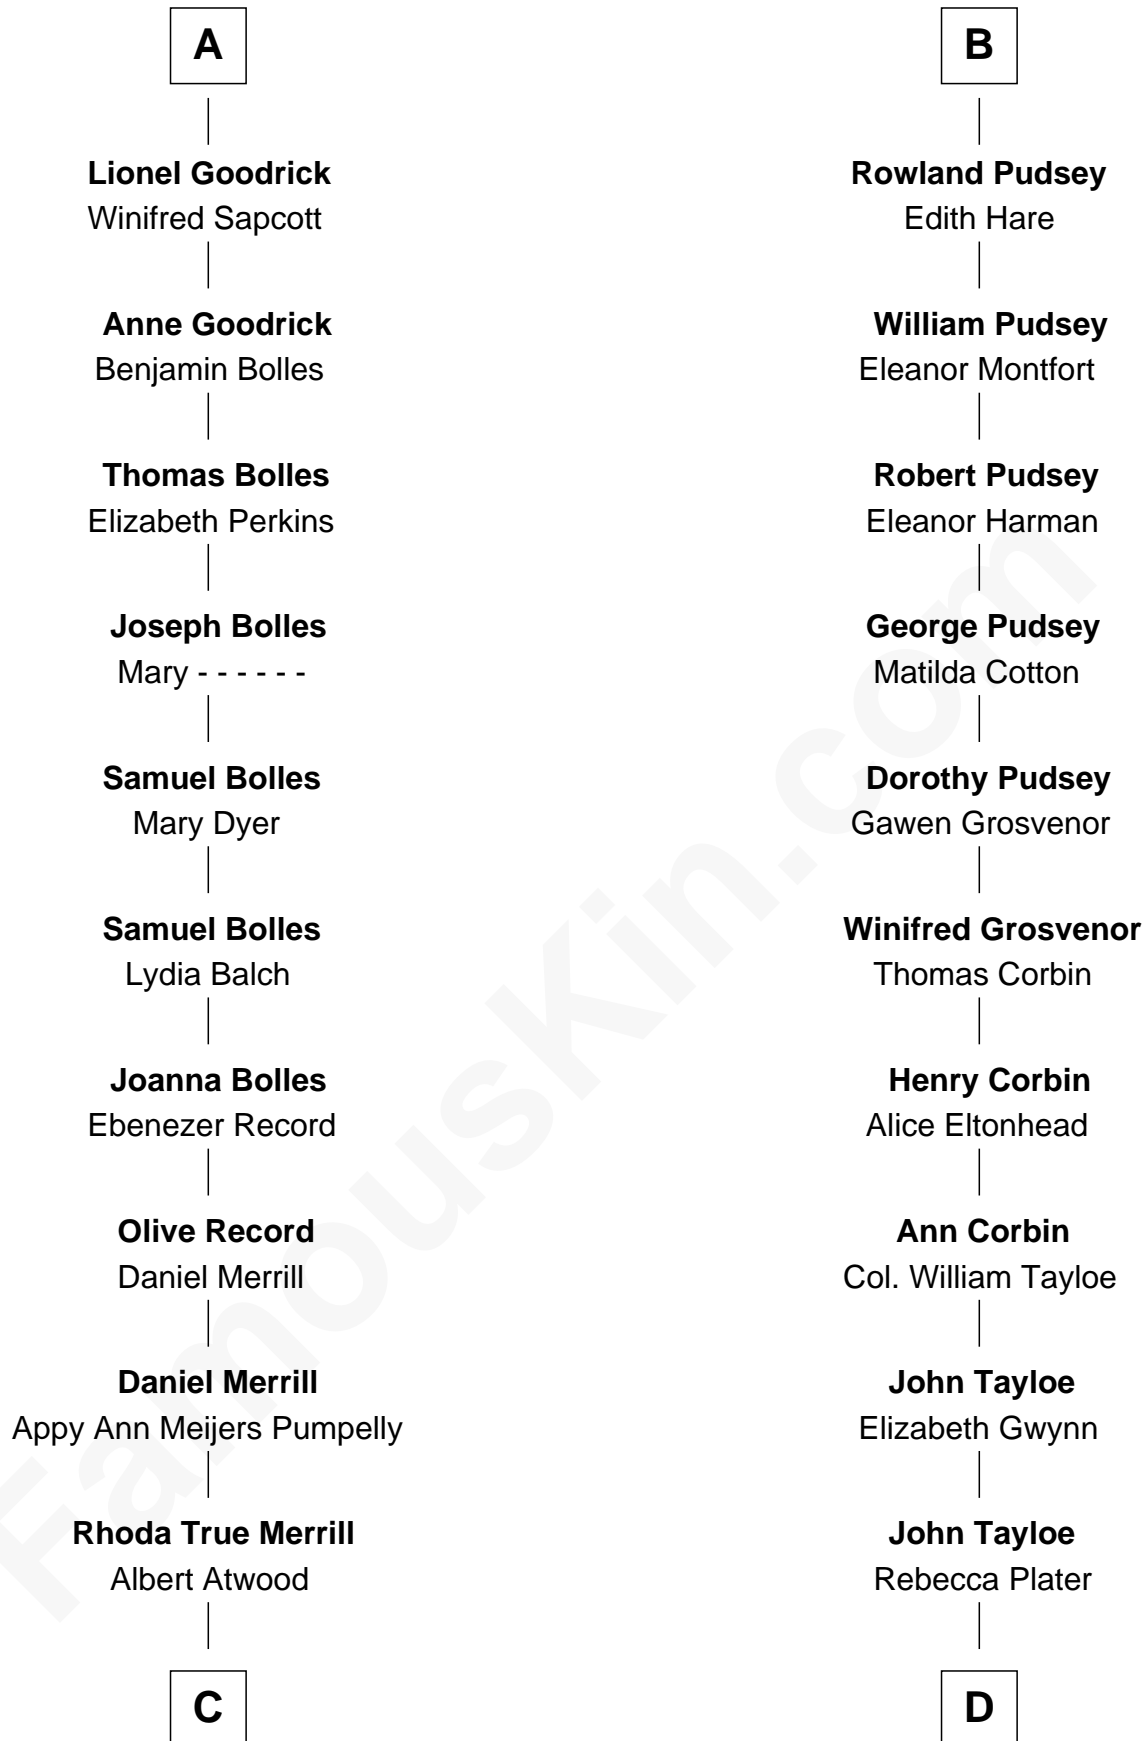 A
Lionel Goodrick
Winifred Sapcott
Anne Goodrick
Benjamin Bolles
Thomas Bolles
Elizabeth Perkins
Joseph Bolles
Mary - - - - - -
Samuel Bolles
Mary Dyer
Samuel Bolles
Lydia Balch
Joanna Bolles
Ebenezer Record
Olive Record
Daniel Merrill
Daniel Merrill
Appy Ann Meijers Pumpelly
Rhoda True Merrill
Albert Atwood
C
B
Rowland Pudsey
Edith Hare
William Pudsey
Eleanor Montfort
Robert Pudsey
Eleanor Harman
George Pudsey
Matilda Cotton
Dorothy Pudsey
Gawen Grosvenor
Winifred Grosvenor
Thomas Corbin
Henry Corbin
Alice Eltonhead
Ann Corbin
Col. William Tayloe
John Tayloe
Elizabeth Gwynn
John Tayloe
Rebecca Plater
D
FamousKin.com